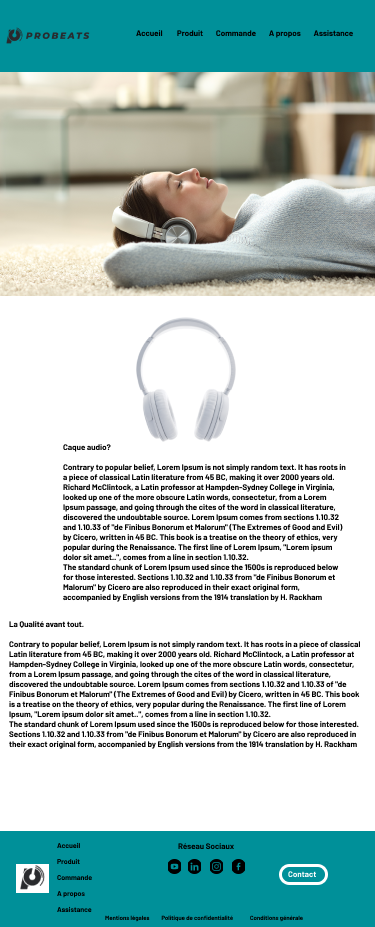 PROBEATS
Accueil Produit Commande A propos Assistance
Caque audio?
Contrary to popular belief, Lorem Ipsum is not simply random text. It has roots in
a piece of classical Latin literature from 45 BC, making it over 2000 years old.
Richard McClintock, a Latin professor at Hampden-Sydney College in Virginia,
looked up one of the more obscure Latin words, consectetur, from a Lorem
Ipsum passage, and going through the cites of the word in classical literature,
discovered the undoubtable source. Lorem Ipsum comes from sections 1.10.32
and 1.10.33 of "de Finibus Bonorum et Malorum" (The Extremes of Good and Evil)
by Cicero, written in 45 BC. This book is a treatise on the theory of ethics, very
popular during the Renaissance. The first line of Lorem Ipsum, "Lorem ipsum
dolor sit amet..", comes from a line in section 1.10.32.
The standard chunk of Lorem Ipsum used since the 1500s is reproduced below
for those interested. Sections 1.10.32 and 1.10.33 from "de Finibus Bonorum et
Malorum" by Cicero are also reproduced in their exact original form,
accompanied by English versions from the 1914 translation by H. Rackham
La Qualité avant tout.
Contrary to popular belief, Lorem Ipsum is not simply random text. It has roots in a piece of classical
Latin literature from 45 BC, making it over 2000 years old. Richard McClintock, a Latin professor at
Hampden-Sydney College in Virginia, looked up one of the more obscure Latin words, consectetur,
from a Lorem Ipsum passage, and going through the cites of the word in classical literature,
discovered the undoubtable source. Lorem Ipsum comes from sections 1.10.32 and 1.10.33 of "de
Finibus Bonorum et Malorum" (The Extremes of Good and Evil) by Cicero, written in 45 BC. This book
is a treatise on the theory of ethics, very popular during the Renaissance. The first line of Lorem
Ipsum, "Lorem ipsum dolor sit amet..", comes from a line in section 1.10.32.
The standard chunk of Lorem Ipsum used since the 1500s is reproduced below for those interested.
Sections 1.10.32 and 1.10.33 from "de Finibus Bonorum et Malorum" by Cicero are also reproduced in
their exact original form, accompanied by English versions from the 1914 translation by H. Rackham
Accueil
Produit
Commande
A propos
Assistance
Réseau Sociaux
Contact
Mentions légales Politique de confidentialité Conditions générale